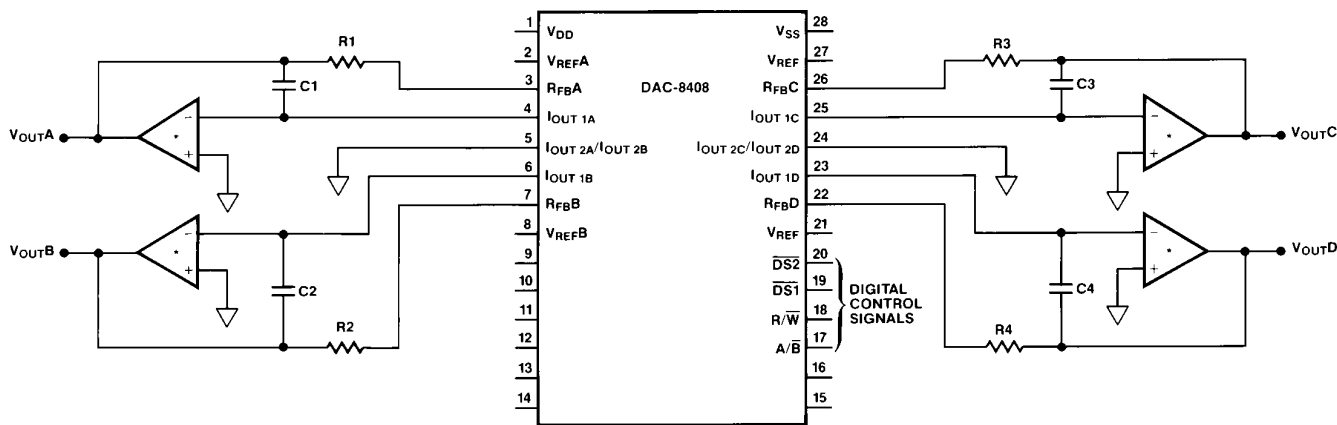 DAC-8408
1 VDD
2 VREFA
3 RFBA
4 IOUT 1A
5 IOUT 2A/IOUT 2B
6 IOUT 1B
7 RFBB
8 VREFB
9
10
11
12
13
14
28 VSS
27 VREF
26 RFBC
25 IOUT 1C
24 IOUT 2C/IOUT 2D
23 IOUT 1D
22 RFBD
21 VREF
20 D̅S̅2̅
19 D̅S̅1̅
18 R/W̅
17 A/B̅
16
15
DIGITAL
CONTROL
SIGNALS
R1
C1
VOUTA
-
*
+
VOUTB
-
*
+
C2
R2
R3
C3
-
*
+
VOUTC
-
*
+
VOUTD
C4
R4